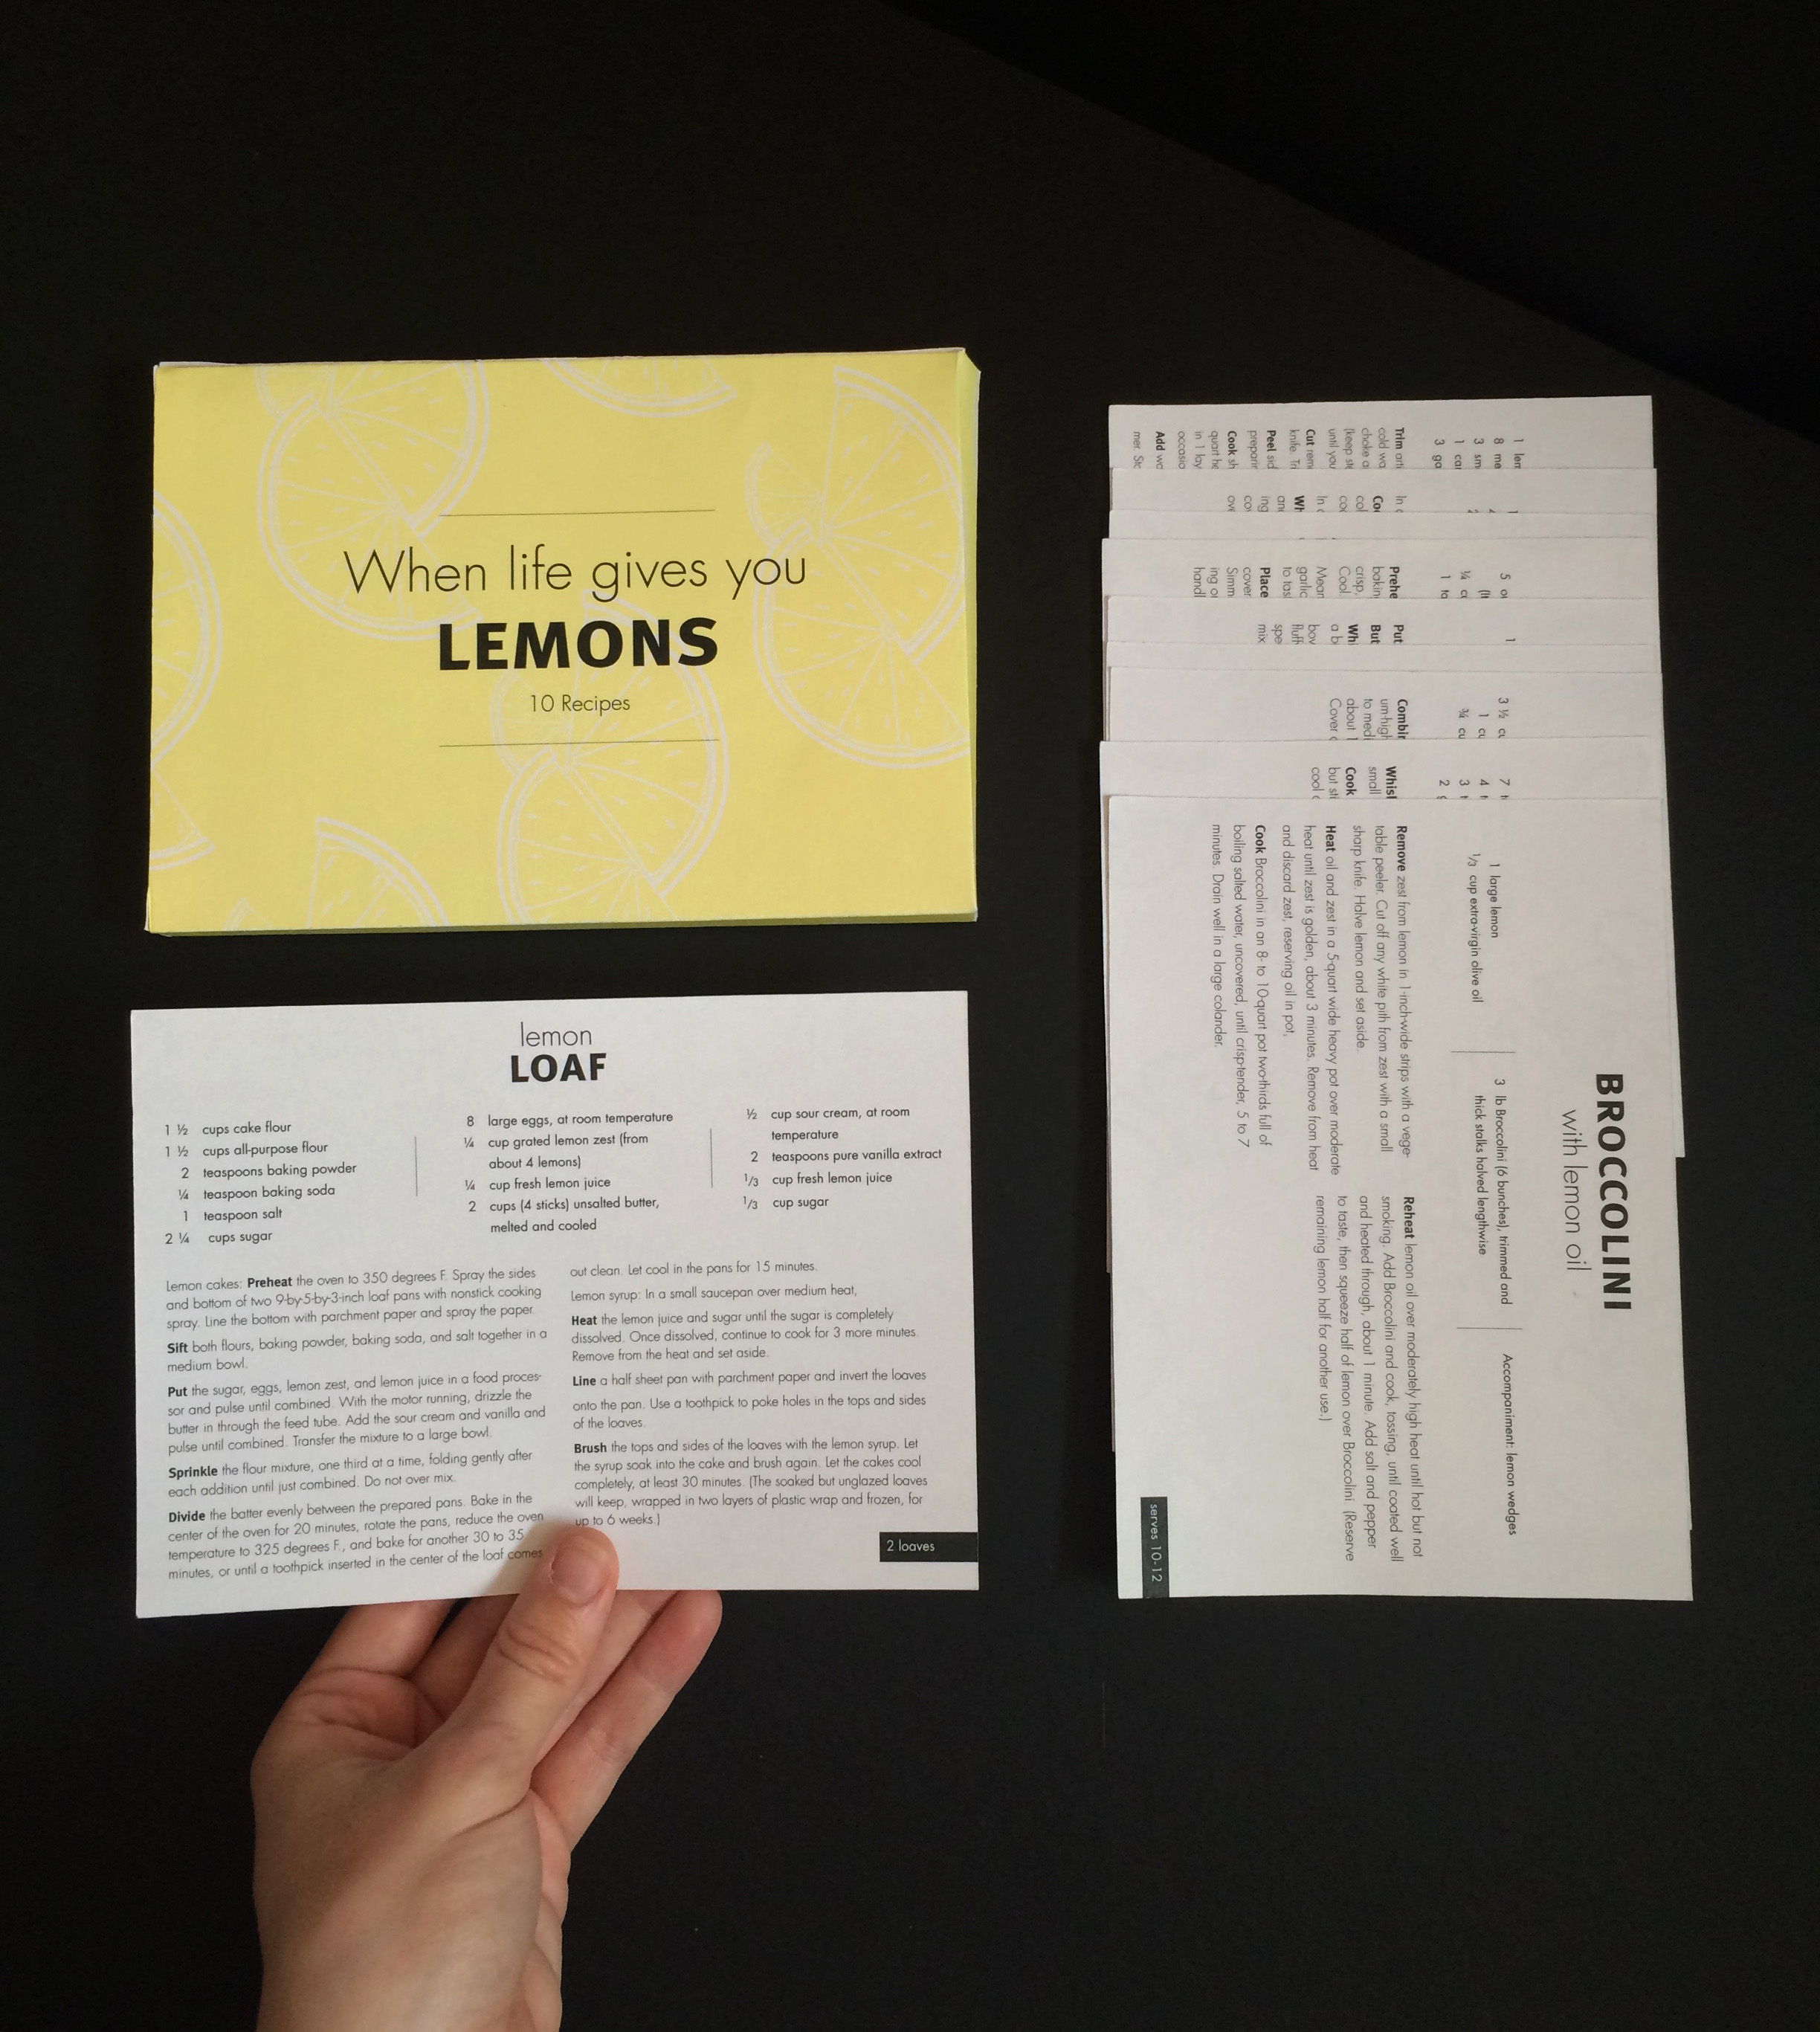 When life gives you
LEMONS
10 Recipes
lemon
LOAF
1 ½ cups cake flour
1 ½ cups all-purpose flour
2 teaspoons baking powder
¼ teaspoon baking soda
1 teaspoon salt
2 ¼ cups sugar
8 large eggs, at room temperature
¼ cup grated lemon zest (from
about 4 lemons)
¼ cup fresh lemon juice
2 cups (4 sticks) unsalted butter,
melted and cooled
½ cup sour cream, at room
temperature
2 teaspoons pure vanilla extract
1/3 cup fresh lemon juice
1/3 cup sugar
Lemon cakes: Preheat the oven to 350 degrees F. Spray the sides
and bottom of two 9-by-5-by-3-inch loaf pans with nonstick cooking
spray. Line the bottom with parchment paper and spray the paper.
Sift both flours, baking powder, baking soda, and salt together in a
medium bowl.
Put the sugar, eggs, lemon zest, and lemon juice in a food proces-
sor and pulse until combined. With the motor running, drizzle the
butter in through the feed tube. Add the sour cream and vanilla and
pulse until combined. Transfer the mixture to a large bowl.
Sprinkle the flour mixture, one third at a time, folding gently after
each addition until just combined. Do not over mix.
Divide the batter evenly between the prepared pans. Bake in the
center of the oven for 20 minutes, rotate the pans, reduce the oven
temperature to 325 degrees F., and bake for another 30 to 35
minutes, or until a toothpick inserted in the center of the loaf comes
out clean. Let cool in the pans for 15 minutes.
Lemon syrup: In a small saucepan over medium heat,
Heat the lemon juice and sugar until the sugar is completely
dissolved. Once dissolved, continue to cook for 3 more minutes.
Remove from the heat and set aside.
Line a half sheet pan with parchment paper and invert the loaves
onto the pan. Use a toothpick to poke holes in the tops and sides
of the loaves.
Brush the tops and sides of the loaves with the lemon syrup. Let
the syrup soak into the cake and brush again. Let the cakes cool
completely, at least 30 minutes. (The soaked but unglazed loaves
will keep, wrapped in two layers of plastic wrap and frozen, for
up to 6 weeks.)
2 loaves
BROCCOLINI
with lemon oil
1 large lemon
1/3 cup extra-virgin olive oil
3 lb Broccolini (6 bunches), trimmed and
thick stalks halved lengthwise
Accompaniment: lemon wedges
Remove zest from lemon in 1-inch-wide strips with a vege-
table peeler. Cut off any white pith from zest with a small
sharp knife. Halve lemon and set aside.
Heat oil and zest in a 5-quart wide heavy pot over moderate
heat until zest is golden, about 3 minutes. Remove from heat
and discard zest, reserving oil in pot.
Cook Broccolini in an 8- to 10-quart pot two-thirds full of
boiling salted water, uncovered, until crisp-tender, 5 to 7
minutes. Drain well in a large colander.
Reheat lemon oil over moderately high heat until hot but not
smoking. Add Broccolini and cook, tossing, until coated well
and heated through, about 1 minute. Add salt and pepper
to taste, then squeeze half of lemon over Broccolini. (Reserve
remaining lemon half for another use.)
serves 10-12